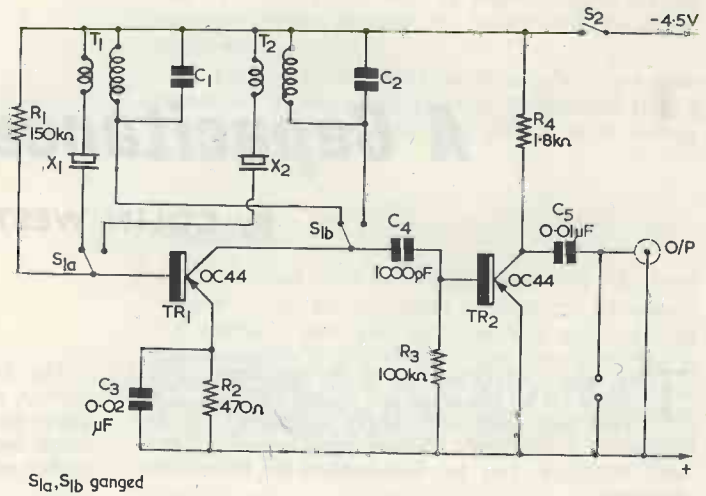 S2
-4.5V
T1
C1
T2
C2
R1
150kΩ
R4
1.8kΩ
X1
X2
S1b
C4
C5
0.01µF
O/P
S1a
1000pF
OC44
OC44
TR1
TR2
R3
100kΩ
C3
0.02
µF
R2
470Ω
+
S1a, S1b ganged